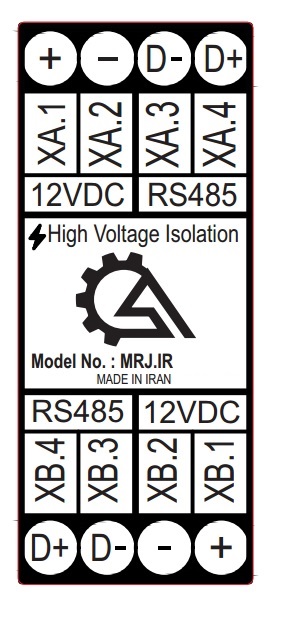 + - D- D+
XA.1 XA.2 XA.3 XA.4
12VDC RS485
High Voltage Isolation
Model No. : MRJ.IR
MADE IN IRAN
RS485 12VDC
XB.4 XB.3 XB.2 XB.1
D+ D- - +